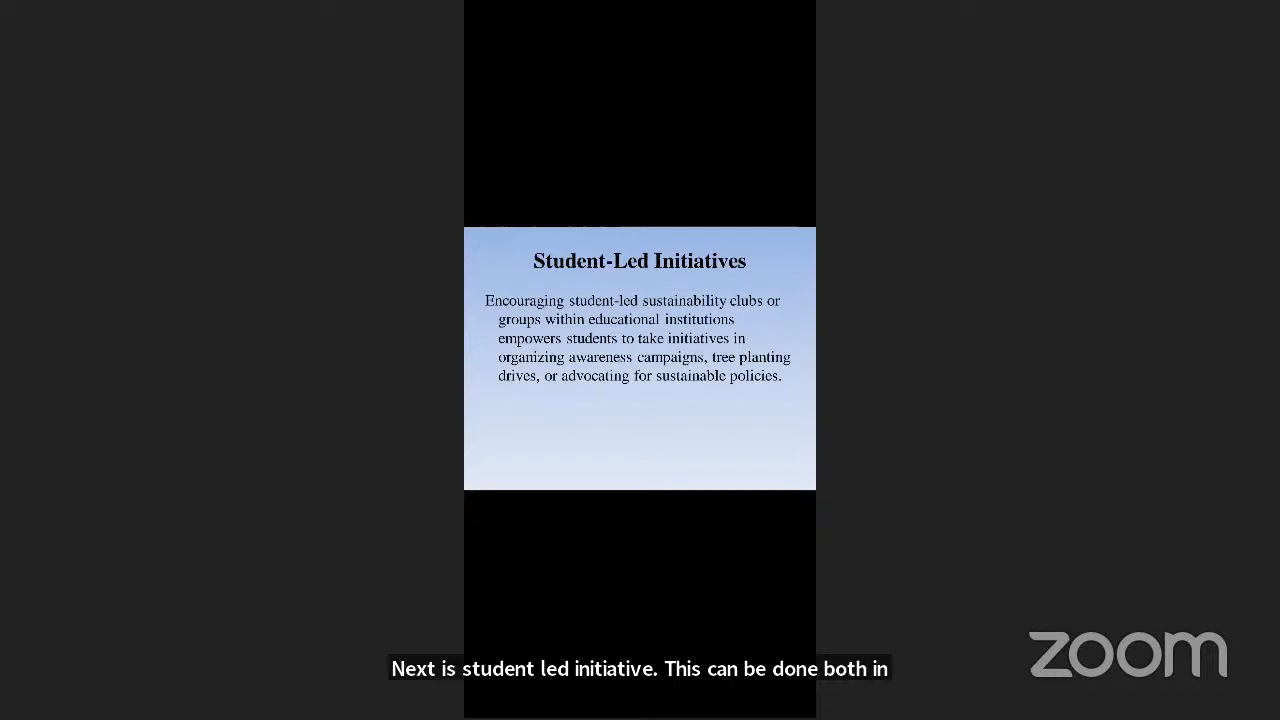 Student-Led Initiatives
Encouraging student-led sustainability clubs or
groups within educational institutions
empowers students to take initiatives in
organizing awareness campaigns, tree planting
drives, or advocating for sustainable policies.
Next is student led initiative. This can be done both in
zoom